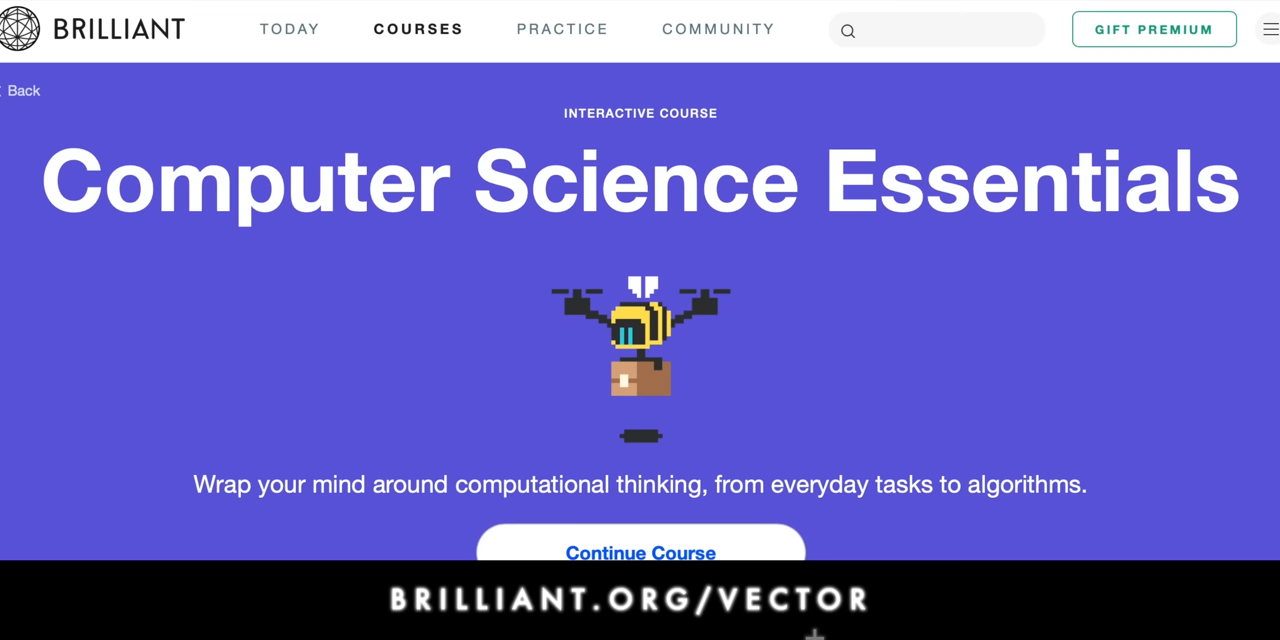 BRILLIANT TODAY COURSES PRACTICE COMMUNITY GIFT PREMIUM
Back
INTERACTIVE COURSE
Computer Science Essentials
Wrap your mind around computational thinking, from everyday tasks to algorithms.
Continue Course
BRILLIANT.ORG/VECTOR